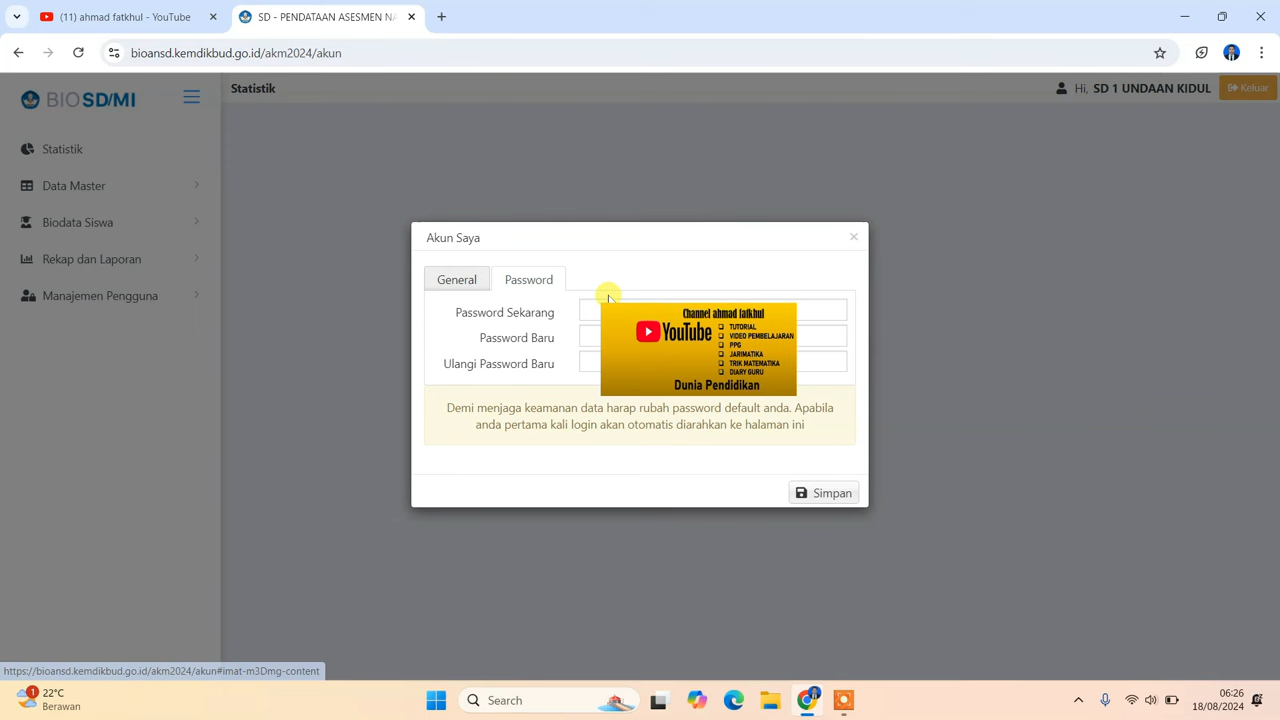 (11) ahmad fatkhul - YouTube
SD - PENDATAAN ASESMEN NA
bioansd.kemdikbud.go.id/akm2024/akun
BIO SD/MI
Statistik
Hi, SD 1 UNDAAN KIDUL
Keluar
Statistik
Data Master
Biodata Siswa
Rekap dan Laporan
Manajemen Pengguna
Akun Saya
General
Password
Password Sekarang
Password Baru
Ulangi Password Baru
Channel ahmad fatkhul
YouTube
TUTORIAL
VIDEO PEMBELAJARAN
PPG
JARIMATIKA
TRIK MATEMATIKA
DIARY GURU
Dunia Pendidikan
Demi menjaga keamanan data harap rubah password default anda. Apabila
anda pertama kali login akan otomatis diarahkan ke halaman ini
Simpan
https://bioansd.kemdikbud.go.id/akm2024/akun#imat-m3Dmg-content
1
22°C
Berawan
Search
06:26
18/08/2024